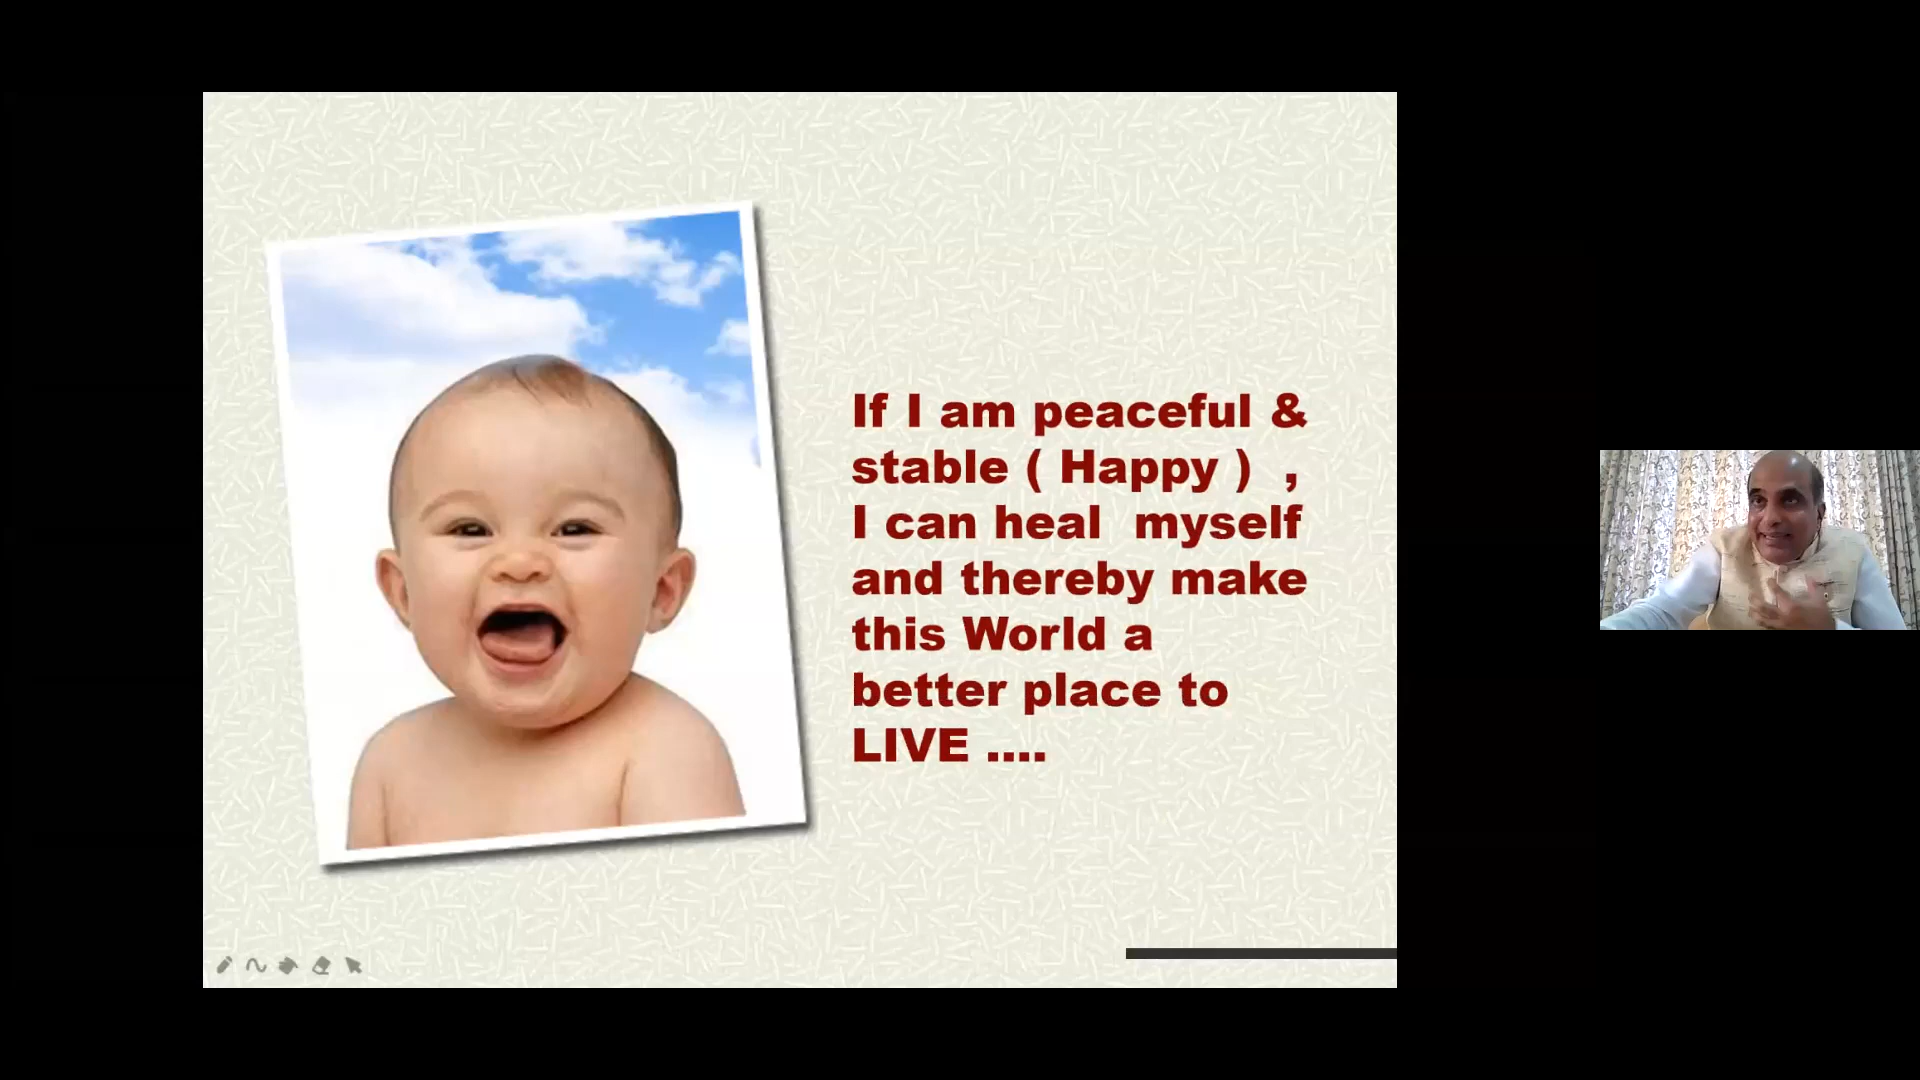 If I am peaceful &
stable ( Happy )  ,
I can heal  myself
and thereby make
this World a
better place to
LIVE ....